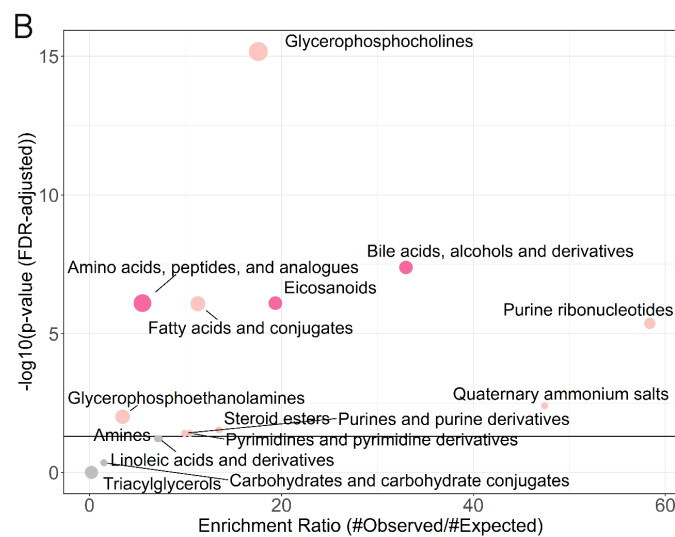 B
Glycerophosphocholines
15
10
5
0
-log10(p-value (FDR-adjusted))
Bile acids, alcohols and derivatives
Amino acids, peptides, and analogues
Eicosanoids
Purine ribonucleotides
Fatty acids and conjugates
Quaternary ammonium salts
Glycerophosphoethanolamines
Steroid esters
Purines and purine derivatives
Amines
Pyrimidines and pyrimidine derivatives
Linoleic acids and derivatives
Carbohydrates and carbohydrate conjugates
Triacylglycerols
0 20 40 60
Enrichment Ratio (#Observed/#Expected)